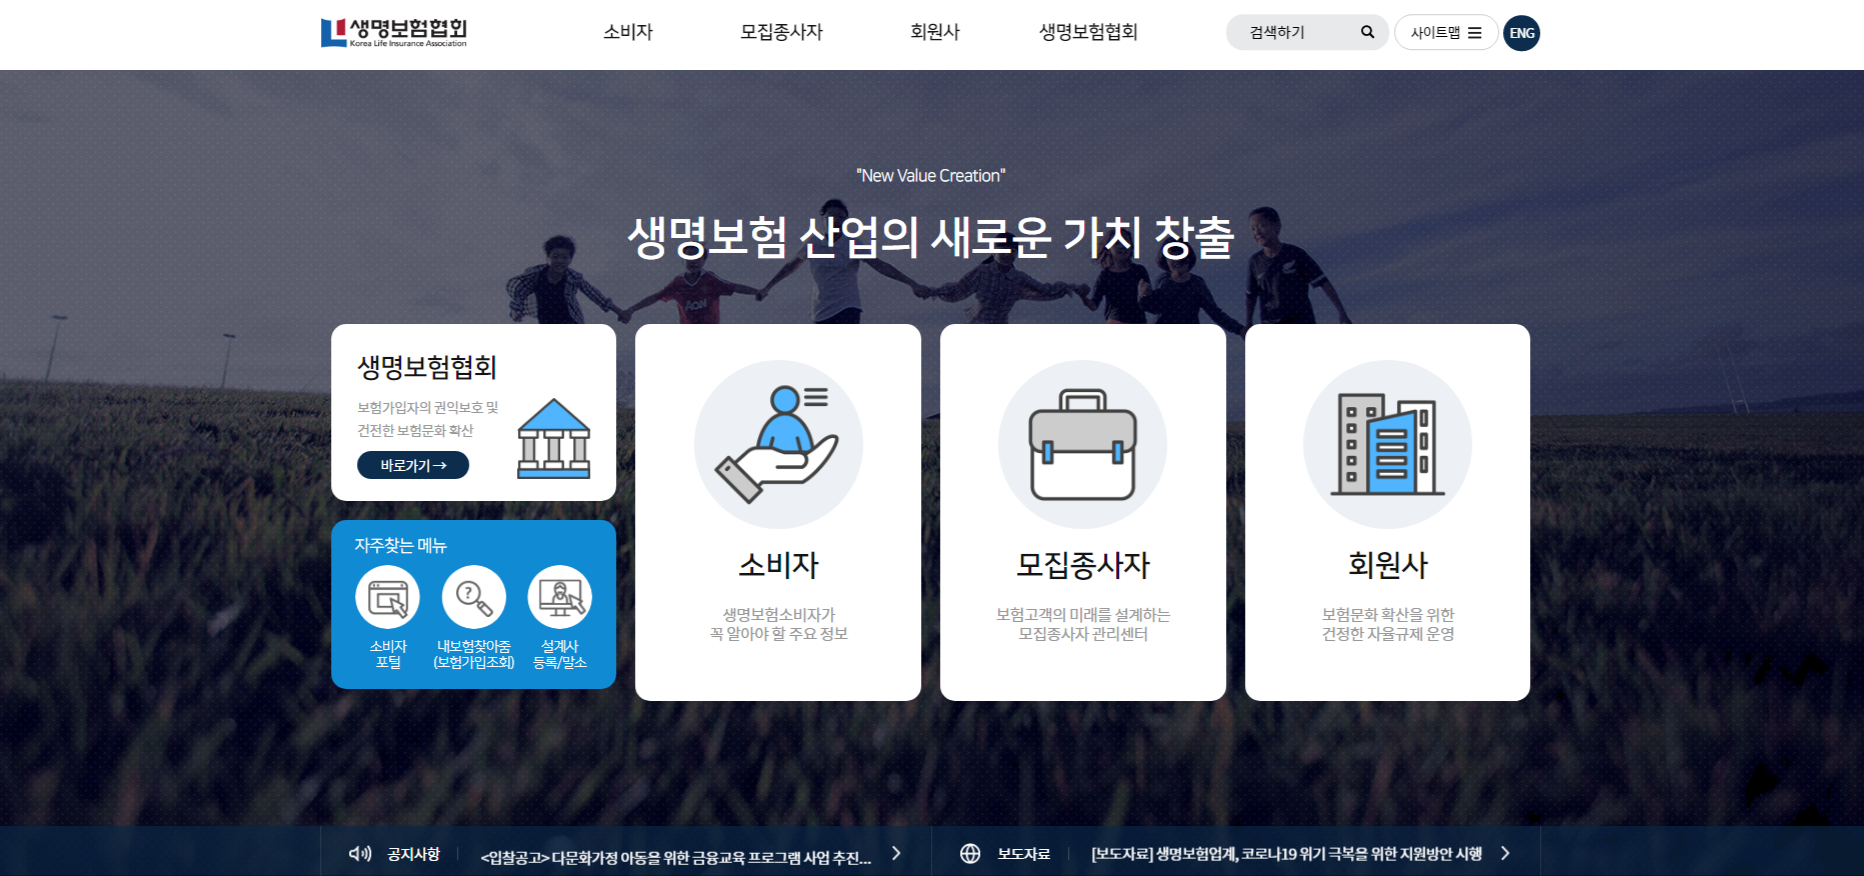 생명보험협회
Korea Life Insurance Association
소비자
모집종사자
회원사
생명보험협회
검색하기
사이트맵
ENG
"New Value Creation"
생명보험 산업의 새로운 가치 창출
AON
생명보험협회
보험가입자의 권익보호 및
건전한 보험문화 확산
바로가기→
자주찾는 메뉴
소비자
포털
내보험찾아줌
(보험가입조회)
설계사
등록/말소
소비자
생명보험소비자가
꼭 알아야 할 주요 정보
모집종사자
보험고객의 미래를 설계하는
모집종사자 관리센터
회원사
보험문화 확산을 위한
건정한 자율규제 운영
공지사항
<입찰공고> 다문화가정 아동을 위한 금융교육 프로그램 사업 추진...
보도자료
[보도자료] 생명보험업계, 코로나19 위기 극복을 위한 지원방안 시행